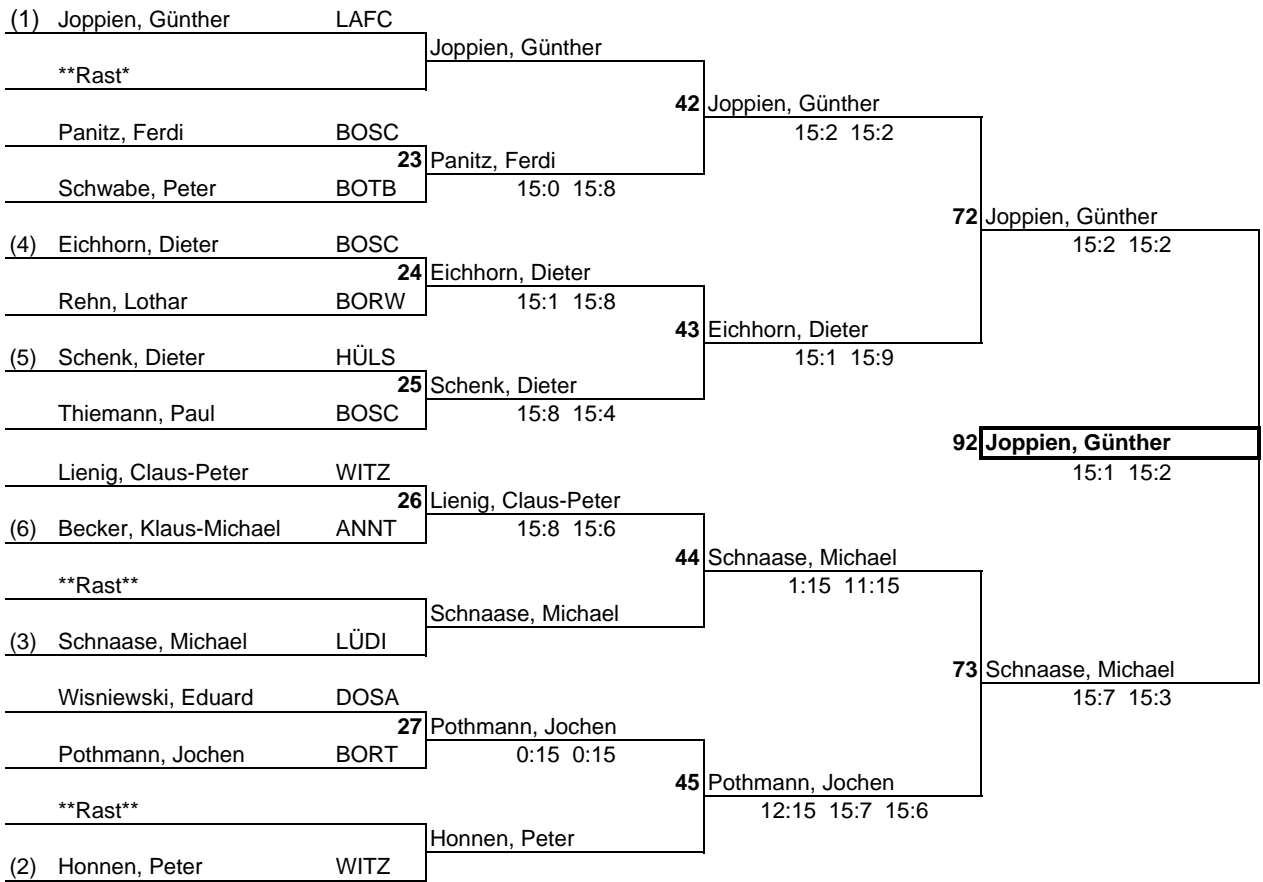 (1) Joppien, Günther LAFC
Joppien, Günther
**Rast*
42 Joppien, Günther
Panitz, Ferdi BOSC
15:2 15:2
23 Panitz, Ferdi
Schwabe, Peter BOTB
15:0 15:8
72 Joppien, Günther
(4) Eichhorn, Dieter BOSC
15:2 15:2
24 Eichhorn, Dieter
Rehn, Lothar BORW
15:1 15:8
43 Eichhorn, Dieter
(5) Schenk, Dieter HÜLS
15:1 15:9
25 Schenk, Dieter
Thiemann, Paul BOSC
15:8 15:4
92 Joppien, Günther
Lienig, Claus-Peter WITZ
15:1 15:2
26 Lienig, Claus-Peter
(6) Becker, Klaus-Michael ANNT
15:8 15:6
44 Schnaase, Michael
**Rast**
1:15 11:15
Schnaase, Michael
(3) Schnaase, Michael LÜDI
73 Schnaase, Michael
Wisniewski, Eduard DOSA
15:7 15:3
27 Pothmann, Jochen
Pothmann, Jochen BORT
0:15 0:15
45 Pothmann, Jochen
**Rast**
12:15 15:7 15:6
Honnen, Peter
(2) Honnen, Peter WITZ